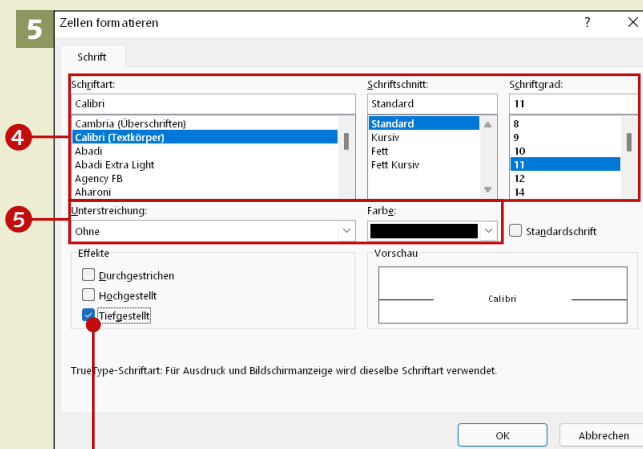 5
Zellen formatieren ? ×
Schrift
Schriftart: Schriftschnitt: Schriftgrad:
Calibri Standard 11
Cambria (Überschriften) Standard 8
4 Calibri (Textkörper) Kursiv 9
Abadi Fett 10
Abadi Extra Light Fett Kursiv 11
Agency FB 12
Aharoni 14
5 Unterstreichung: Farbe:
Ohne Standardschrift
Effekte Vorschau
Durchgestrichen
Hochgestellt Calibri
Tiefgestellt
TrueType-Schriftart: Für Ausdruck und Bildschirmanzeige wird dieselbe Schriftart verwendet.
OK Abbrechen